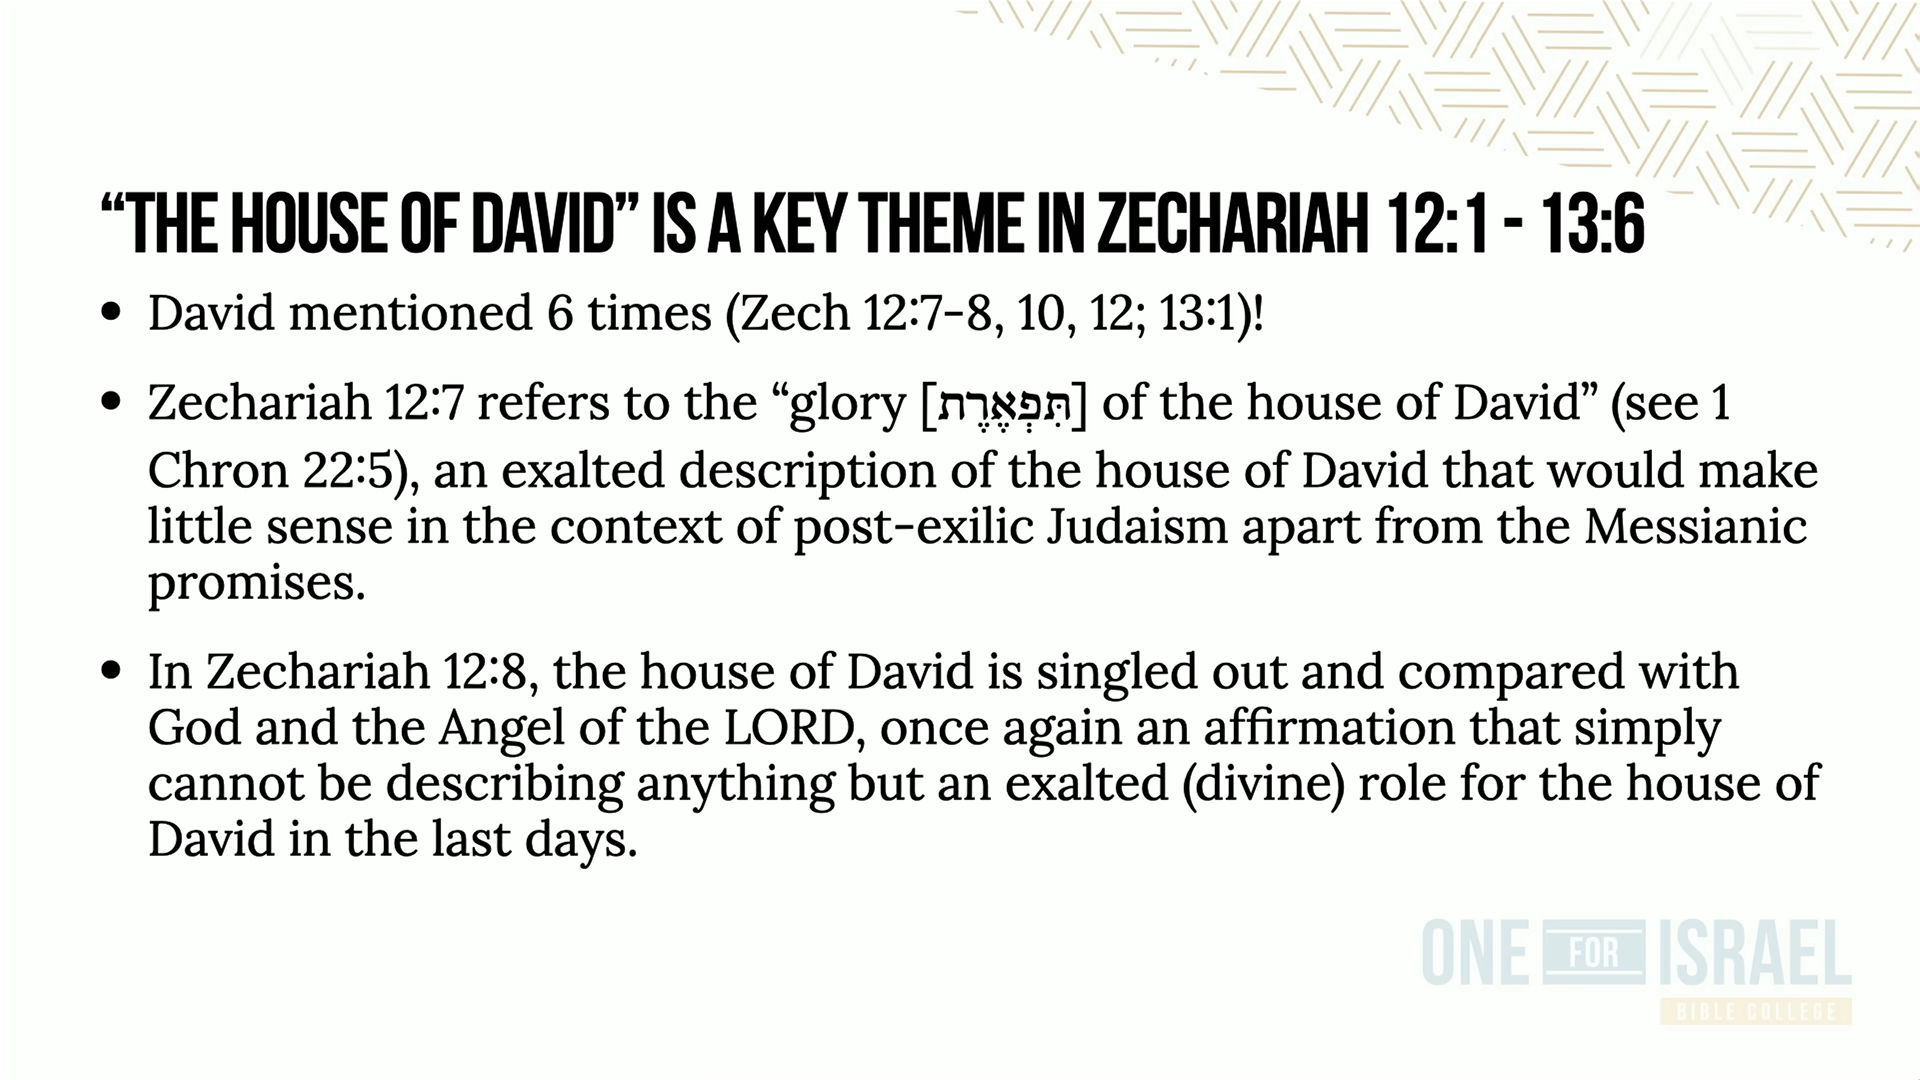 “THE HOUSE OF DAVID” IS A KEY THEME IN ZECHARIAH 12:1 - 13:6
• David mentioned 6 times (Zech 12:7-8, 10, 12; 13:1)!
• Zechariah 12:7 refers to the “glory [תִּפְאֶרֶת] of the house of David” (see 1
Chron 22:5), an exalted description of the house of David that would make
little sense in the context of post-exilic Judaism apart from the Messianic
promises.
• In Zechariah 12:8, the house of David is singled out and compared with
God and the Angel of the LORD, once again an affirmation that simply
cannot be describing anything but an exalted (divine) role for the house of
David in the last days.
ONE FOR ISRAEL
BIBLE COLLEGE